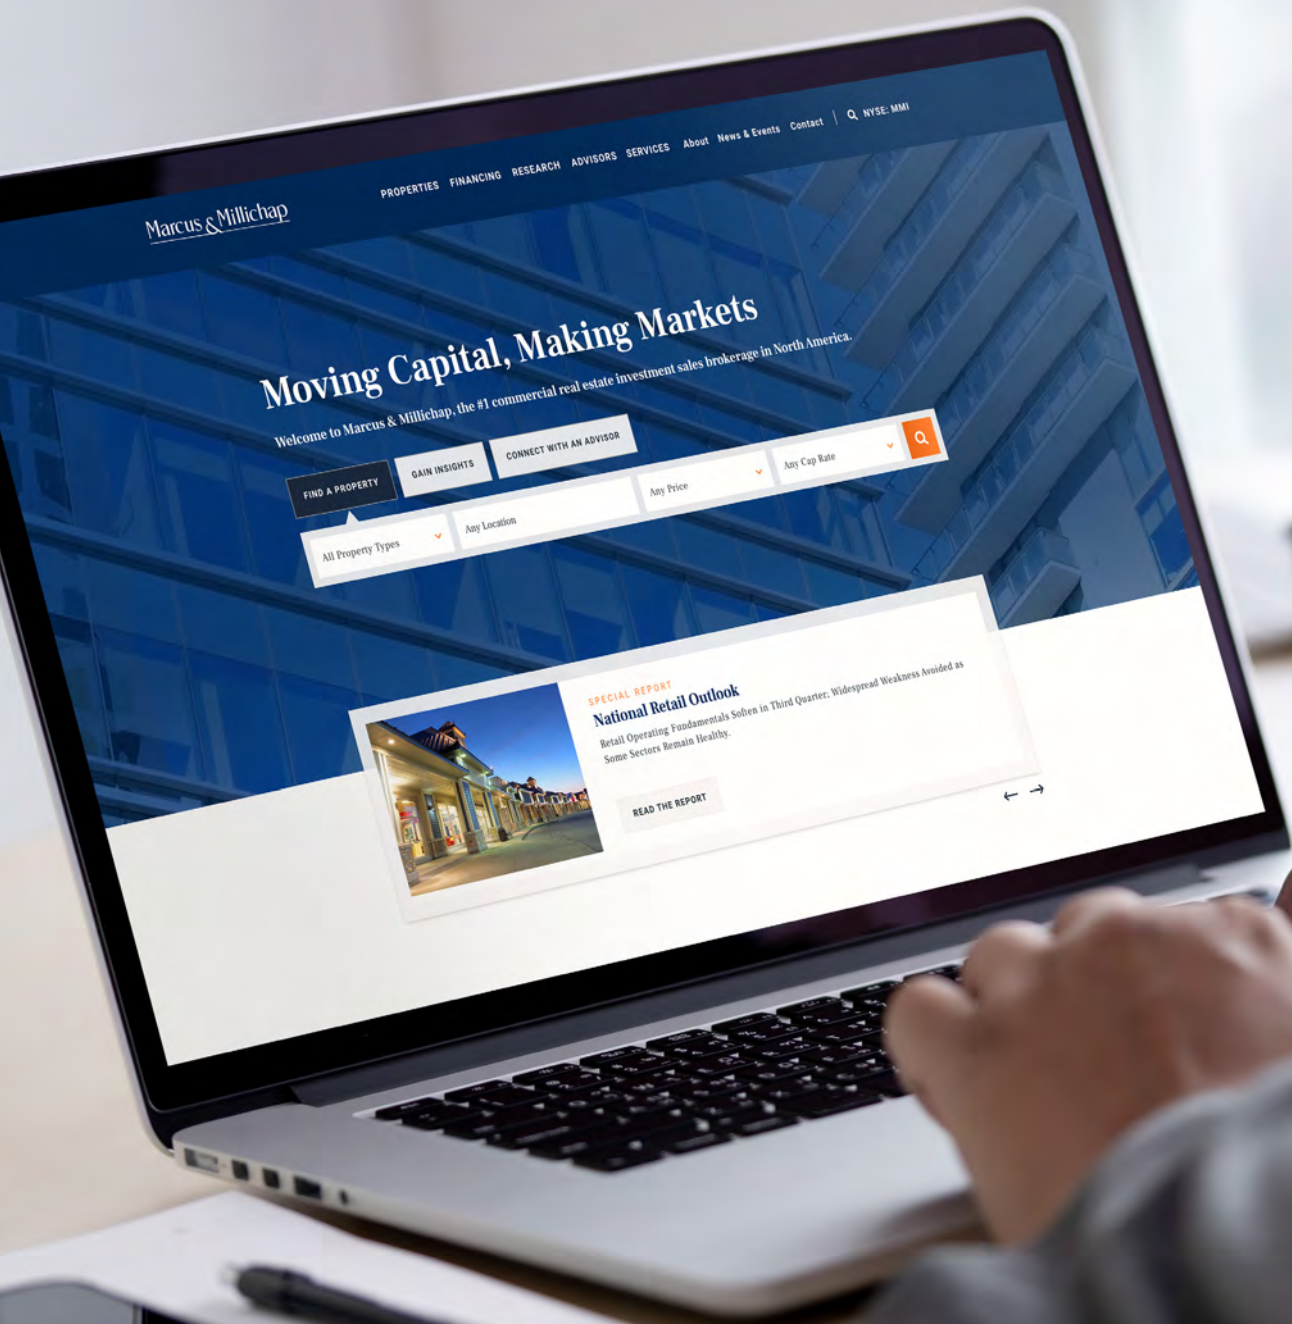 Marcus & Millichap
PROPERTIES FINANCING RESEARCH ADVISORS SERVICES About News & Events Contact NYSE: MMI
Moving Capital, Making Markets
Welcome to Marcus & Millichap, the #1 commercial real estate investment sales brokerage in North America.
FIND A PROPERTY GAIN INSIGHTS CONNECT WITH AN ADVISOR
All Property Types Any Location Any Price Any Cap Rate
SPECIAL REPORT
National Retail Outlook
Retail Operating Fundamentals Soften in Third Quarter; Widespread Weakness Avoided as
Some Sectors Remain Healthy.
READ THE REPORT